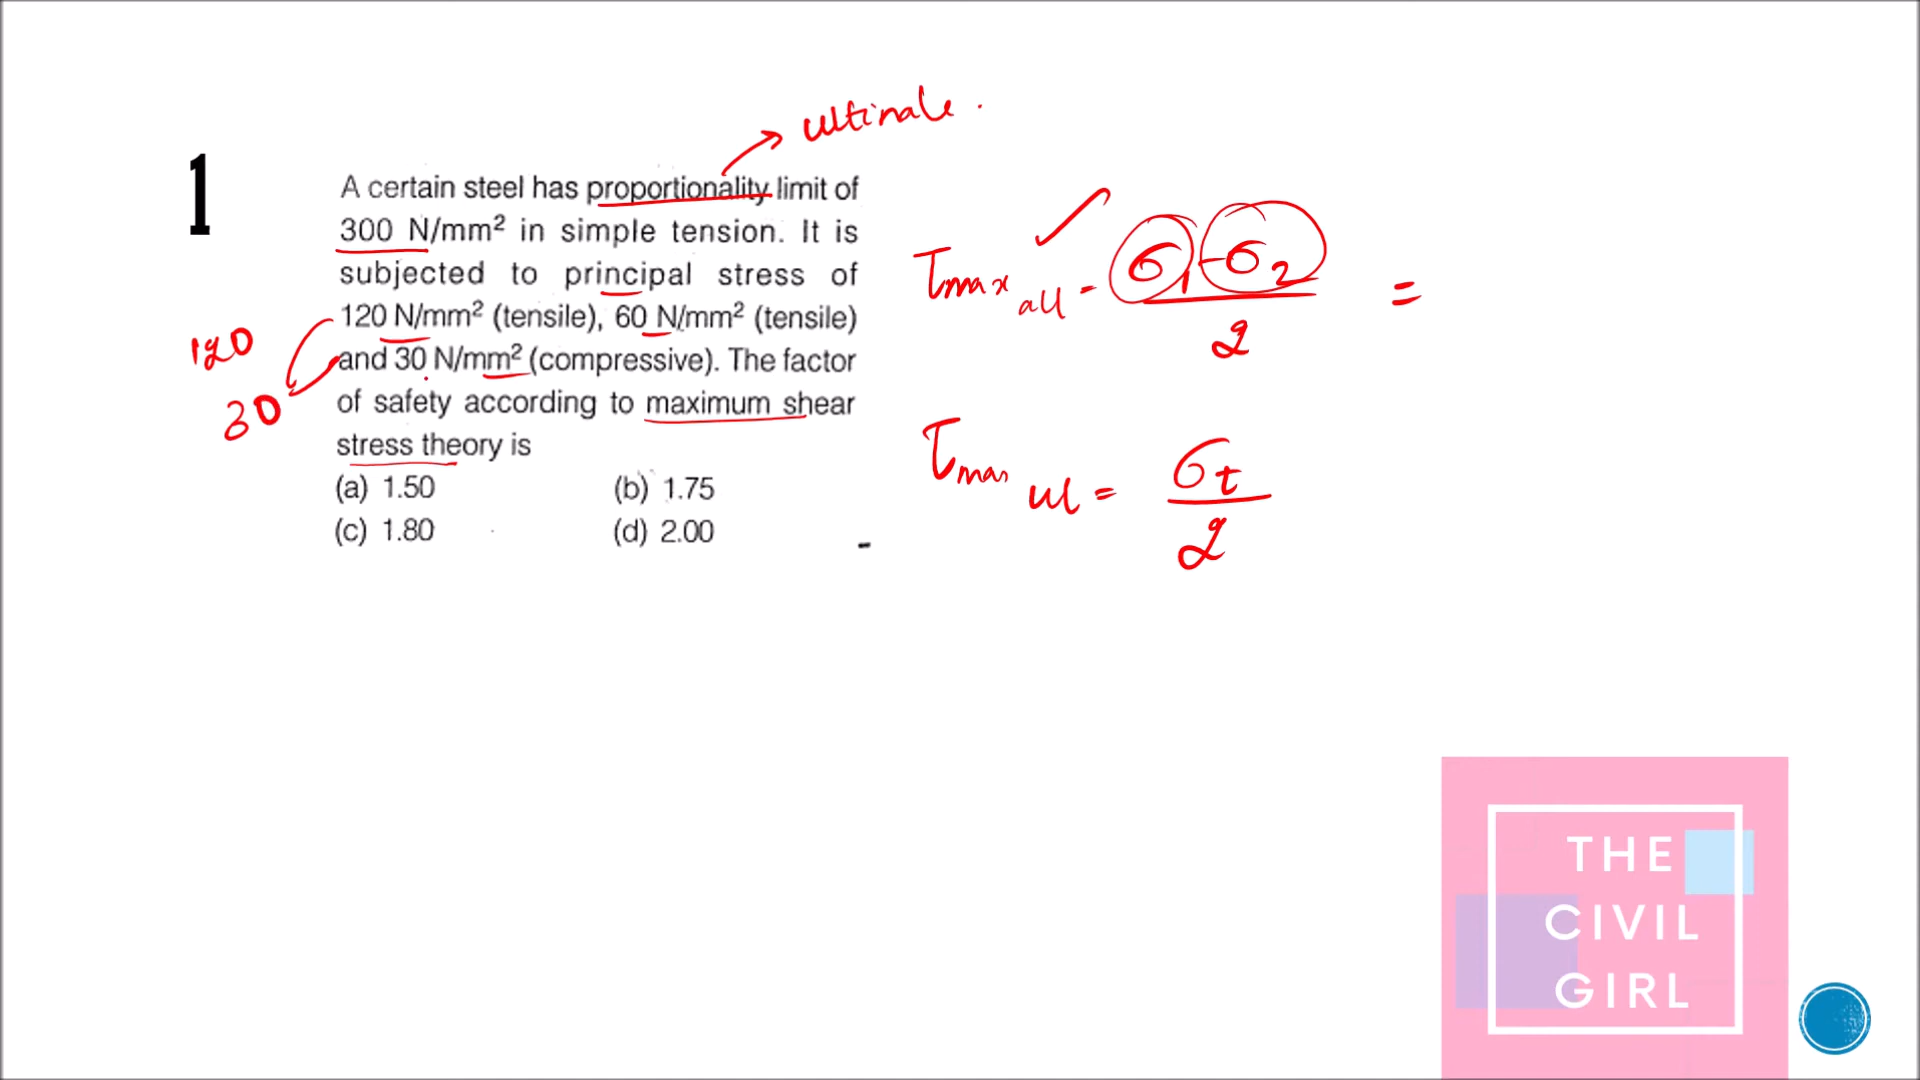 ultimale.
1
A certain steel has proportionality limit of
300 N/mm² in simple tension. It is
subjected to principal stress of
120 N/mm² (tensile), 60 N/mm² (tensile)
and 30 N/mm² (compressive). The factor
of safety according to maximum shear
stress theory is
(a) 1.50 (b) 1.75
(c) 1.80 (d) 2.00
120
30
τmax all = σ1 - σ2 / 2 =
τmax ul = σt / 2
THE
CIVIL
GIRL